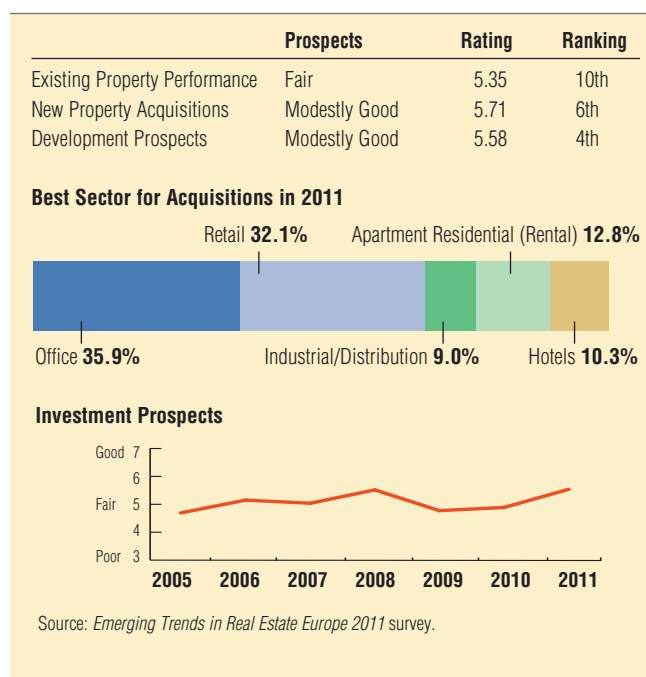 Prospects Rating Ranking
Existing Property Performance Fair 5.35 10th
New Property Acquisitions Modestly Good 5.71 6th
Development Prospects Modestly Good 5.58 4th
Best Sector for Acquisitions in 2011
Retail 32.1% Apartment Residential (Rental) 12.8%
Office 35.9% Industrial/Distribution 9.0% Hotels 10.3%
Investment Prospects
Good 7
6
Fair 5
4
Poor 3
2005 2006 2007 2008 2009 2010 2011
Source: Emerging Trends in Real Estate Europe 2011 survey.